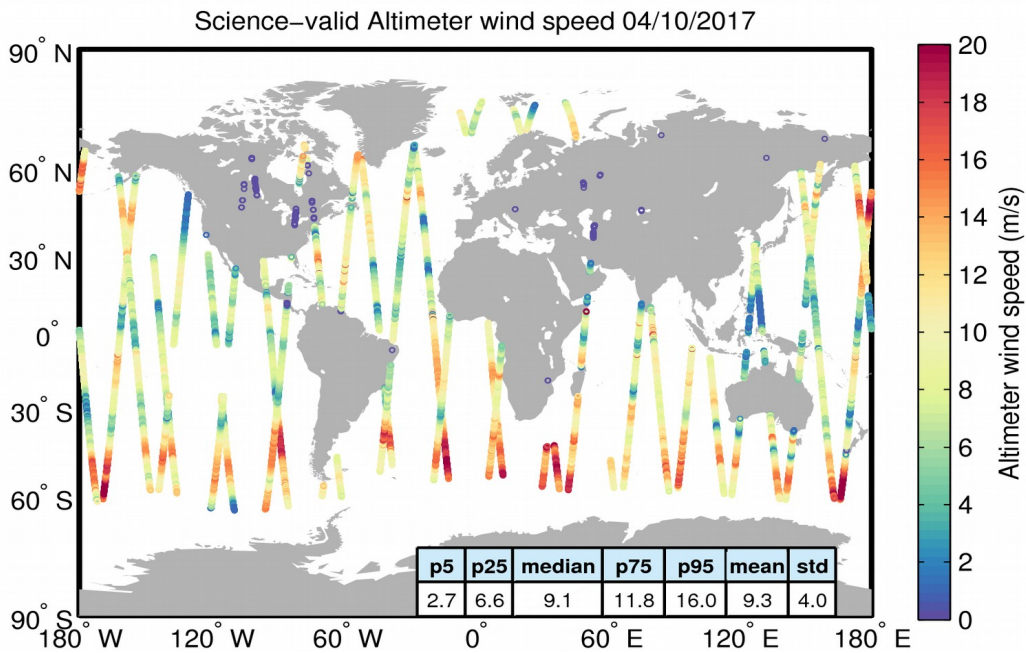 Science−valid Altimeter wind speed 04/10/2017
90° N
60° N
30° N
0°
30° S
60° S
90° S
180° W
120° W
60° W
0°
60° E
120° E
180° E
p5 p25 median p75 p95 mean std
2.7 6.6 9.1 11.8 16.0 9.3 4.0
20
18
16
14
12
10
8
6
4
2
0
Altimeter wind speed (m/s)